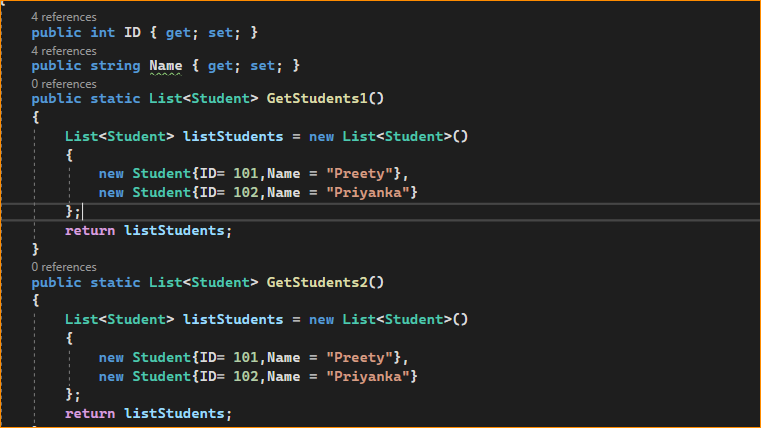 {
4 references
public int ID { get; set; }
4 references
public string Name { get; set; }
0 references
public static List<Student> GetStudents1()
{
List<Student> listStudents = new List<Student>()
{
new Student{ID= 101,Name = "Preety"},
new Student{ID= 102,Name = "Priyanka"}
};
return listStudents;
}
0 references
public static List<Student> GetStudents2()
{
List<Student> listStudents = new List<Student>()
{
new Student{ID= 101,Name = "Preety"},
new Student{ID= 102,Name = "Priyanka"}
};
return listStudents;